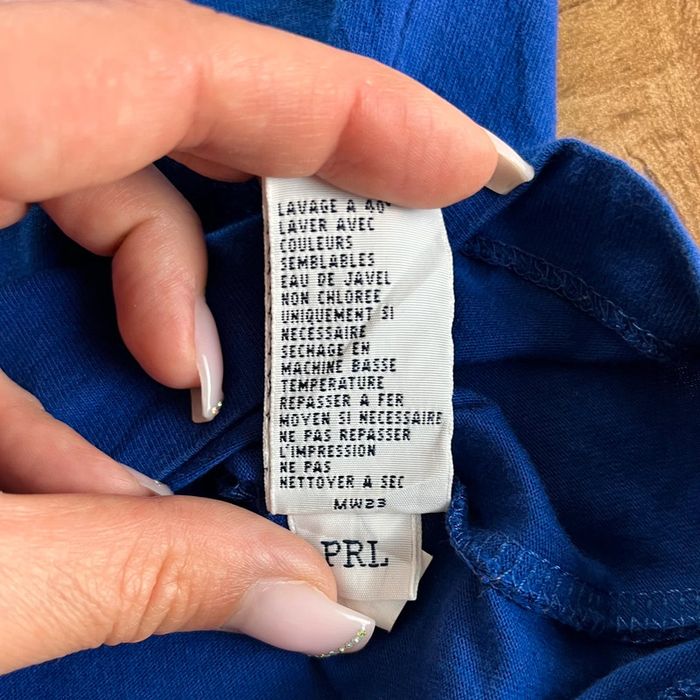 LAVAGE A 40°
LAVER AVEC
COULEURS
SEMBLABLES
EAU DE JAVEL
NON CHLOREE
UNIQUEMENT SI
NECESSAIRE
SECHAGE EN
MACHINE BASSE
TEMPERATURE
REPASSER A FER
MOYEN SI NECESSAIRE
NE PAS REPASSER
L'IMPRESSION
NE PAS
NETTOYER A SEC
MW23
PRL